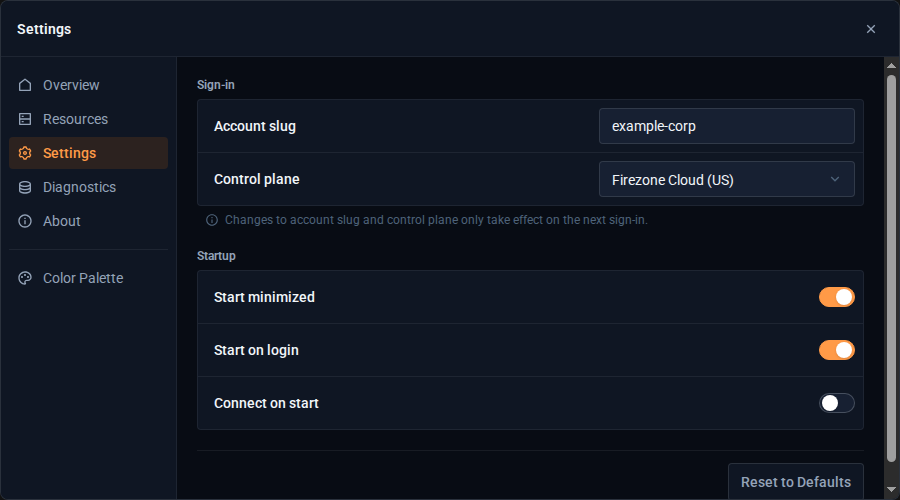 Settings
Overview
Resources
Settings
Diagnostics
About
Color Palette
Sign-in
Account slug
example-corp
Control plane
Firezone Cloud (US)
Changes to account slug and control plane only take effect on the next sign-in.
Startup
Start minimized
Start on login
Connect on start
Reset to Defaults